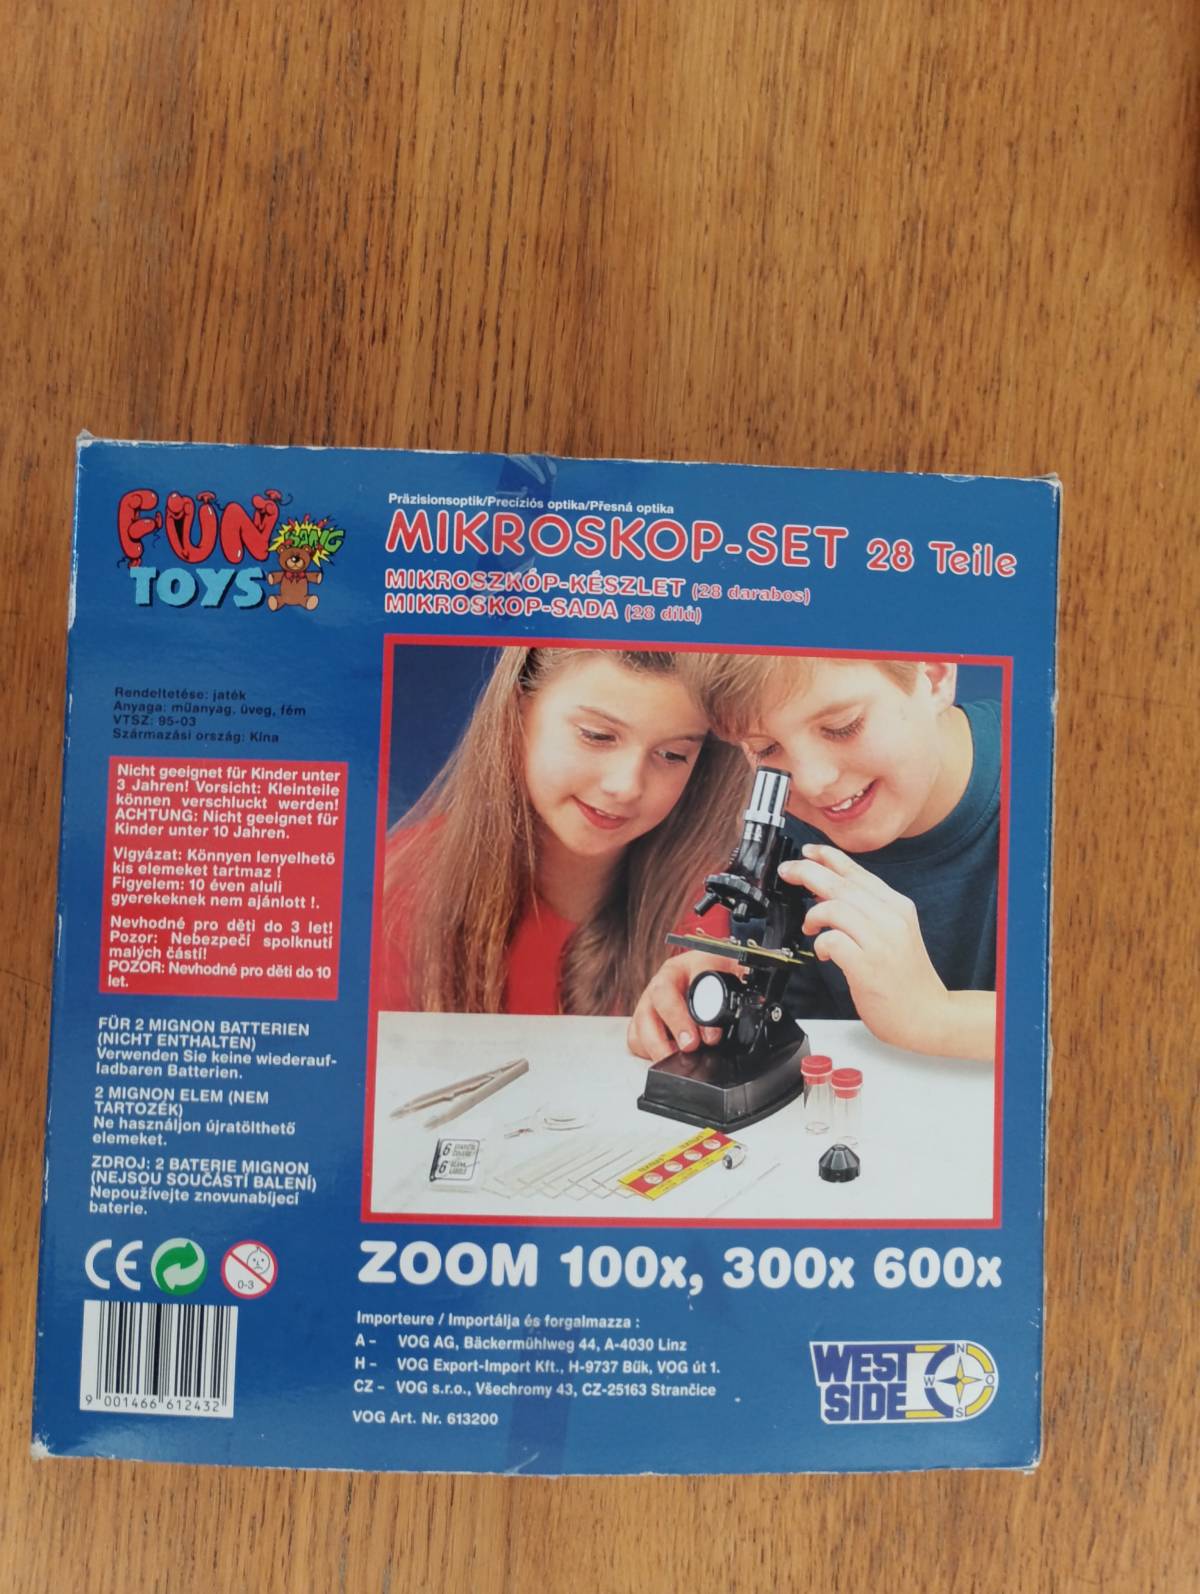 FUN
BANG
TOYS
Präzisionsoptik/Precíziós optika/Přesná optika
MIKROSKOP-SET 28 Teile
MIKROSZKÓP-KÉSZLET (28 darabos)
MIKROSKOP-SADA (28 dílů)
Rendeltetése: játék
Anyaga: műanyag, üveg, fém
VTSZ: 95-03
Származási ország: Kína
Nicht geeignet für Kinder unter
3 Jahren! Vorsicht: Kleinteile
können verschluckt werden!
ACHTUNG: Nicht geeignet für
Kinder unter 10 Jahren.
Vigyázat: Könnyen lenyelhető
kis elemeket tartmaz !
Figyelem: 10 éven aluli
gyerekeknek nem ajánlott !.
Nevhodné pro děti do 3 let!
Pozor: Nebezpečí spolknutí
malých částí!
POZOR: Nevhodné pro děti do 10
let.
FÜR 2 MIGNON BATTERIEN
(NICHT ENTHALTEN)
Verwenden Sie keine wiederauf-
ladbaren Batterien.
2 MIGNON ELEM (NEM
TARTOZÉK)
Ne használjon újratölthető
elemeket.
ZDROJ: 2 BATERIE MIGNON
(NEJSOU SOUČÁSTÍ BALENÍ)
Nepoužívejte znovunabíjecí
baterie.
CE
0-3
9 001466 612432
6
6
ZOOM 100x, 300x 600x
Importeure / Importálja és forgalmazza :
A - VOG AG, Bäckermühlweg 44, A-4030 Linz
H - VOG Export-Import Kft., H-9737 Bük, VOG út 1.
CZ - VOG s.r.o., Všechromy 43, CZ-25163 Strančice
VOG Art. Nr. 613200
WEST
SIDE
N
W O
S